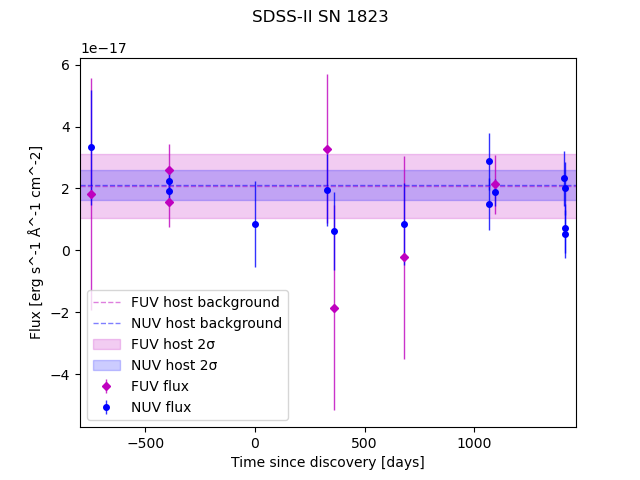 SDSS-II SN 1823
1e−17
6
4
2
0
−2
−4
Flux [erg s^-1 Å^-1 cm^-2]
FUV host background
NUV host background
FUV host 2σ
NUV host 2σ
FUV flux
NUV flux
−500 0 500 1000
Time since discovery [days]